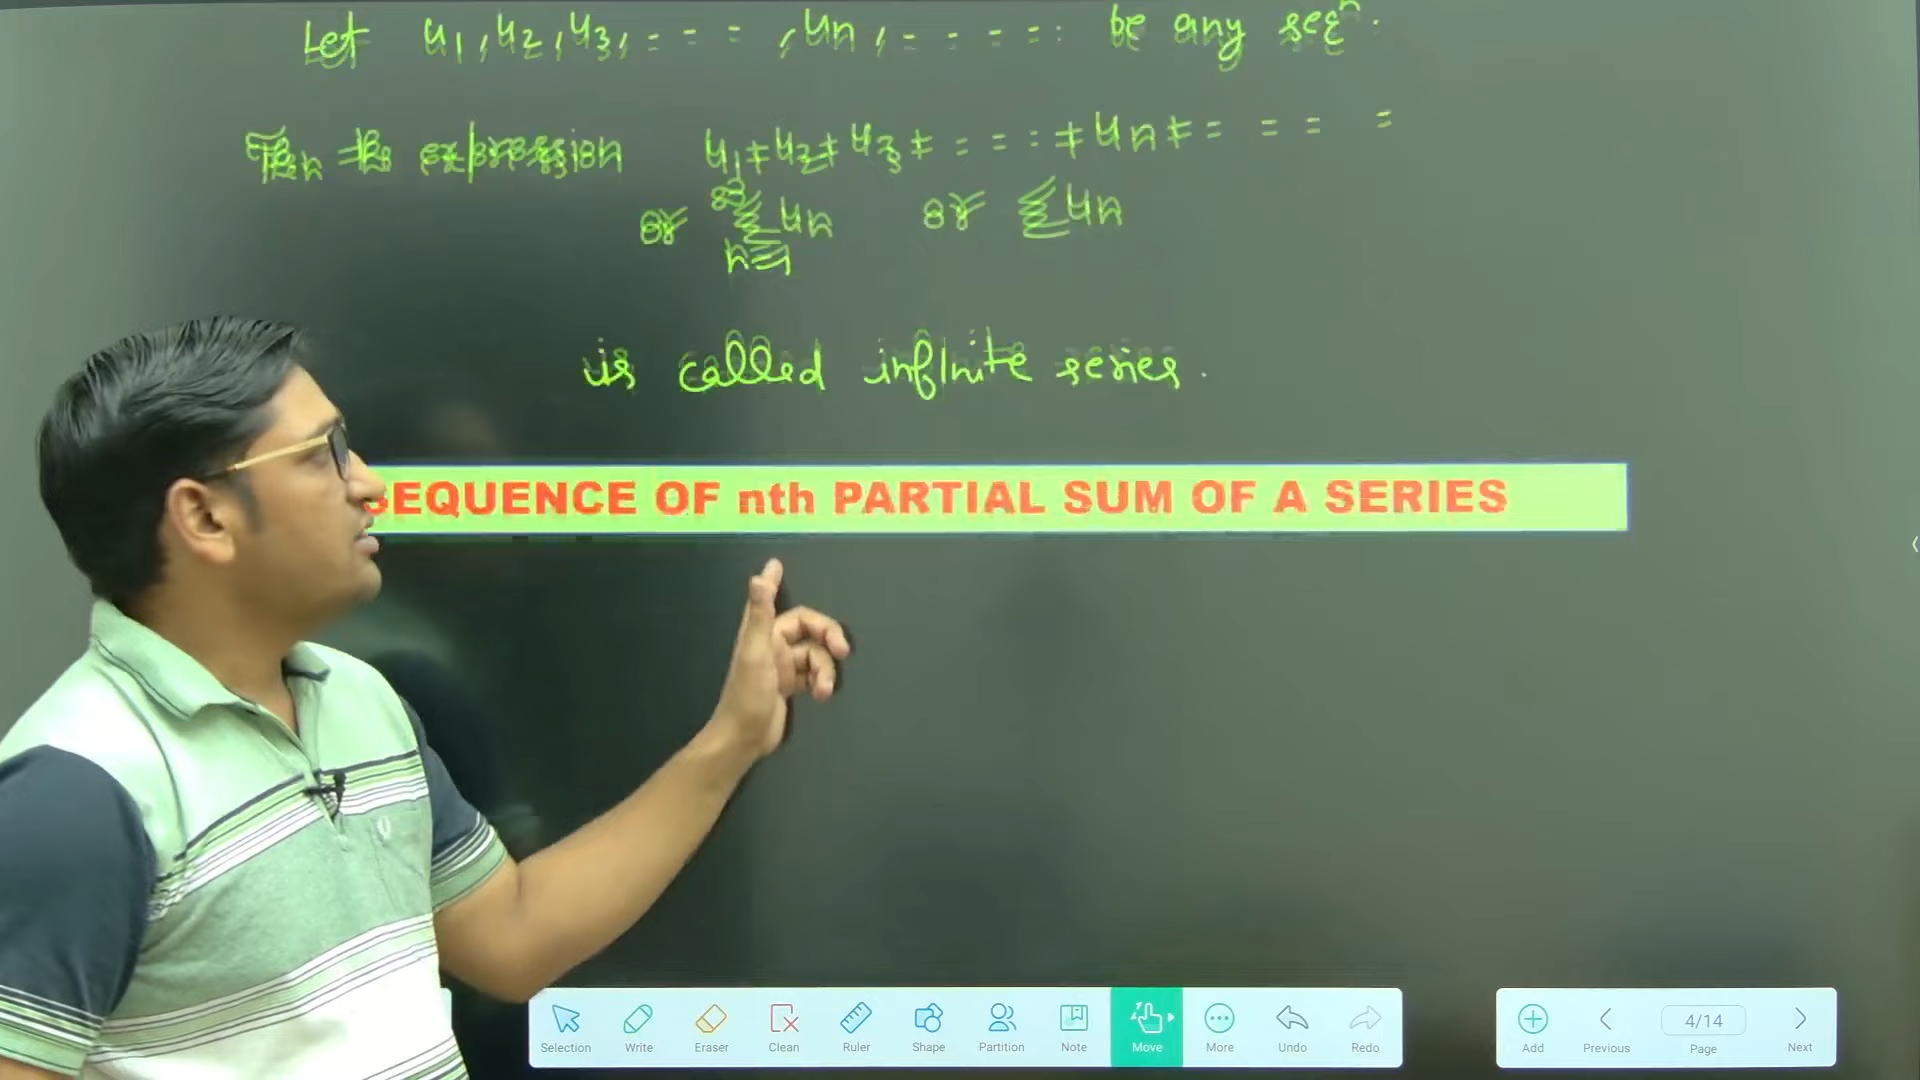 Let u1, u2, u3, - - - , un, - - - - be any seqn.
Then the expression u1 + u2 + u3 + - - - + un + - - - -
or ∞ Σ n=1 un or Σun
is called infinite series.
SEQUENCE OF nth PARTIAL SUM OF A SERIES
Selection Write Eraser Clean Ruler Shape Partition Note Move More Undo Redo
Add Previous 4/14 Page Next